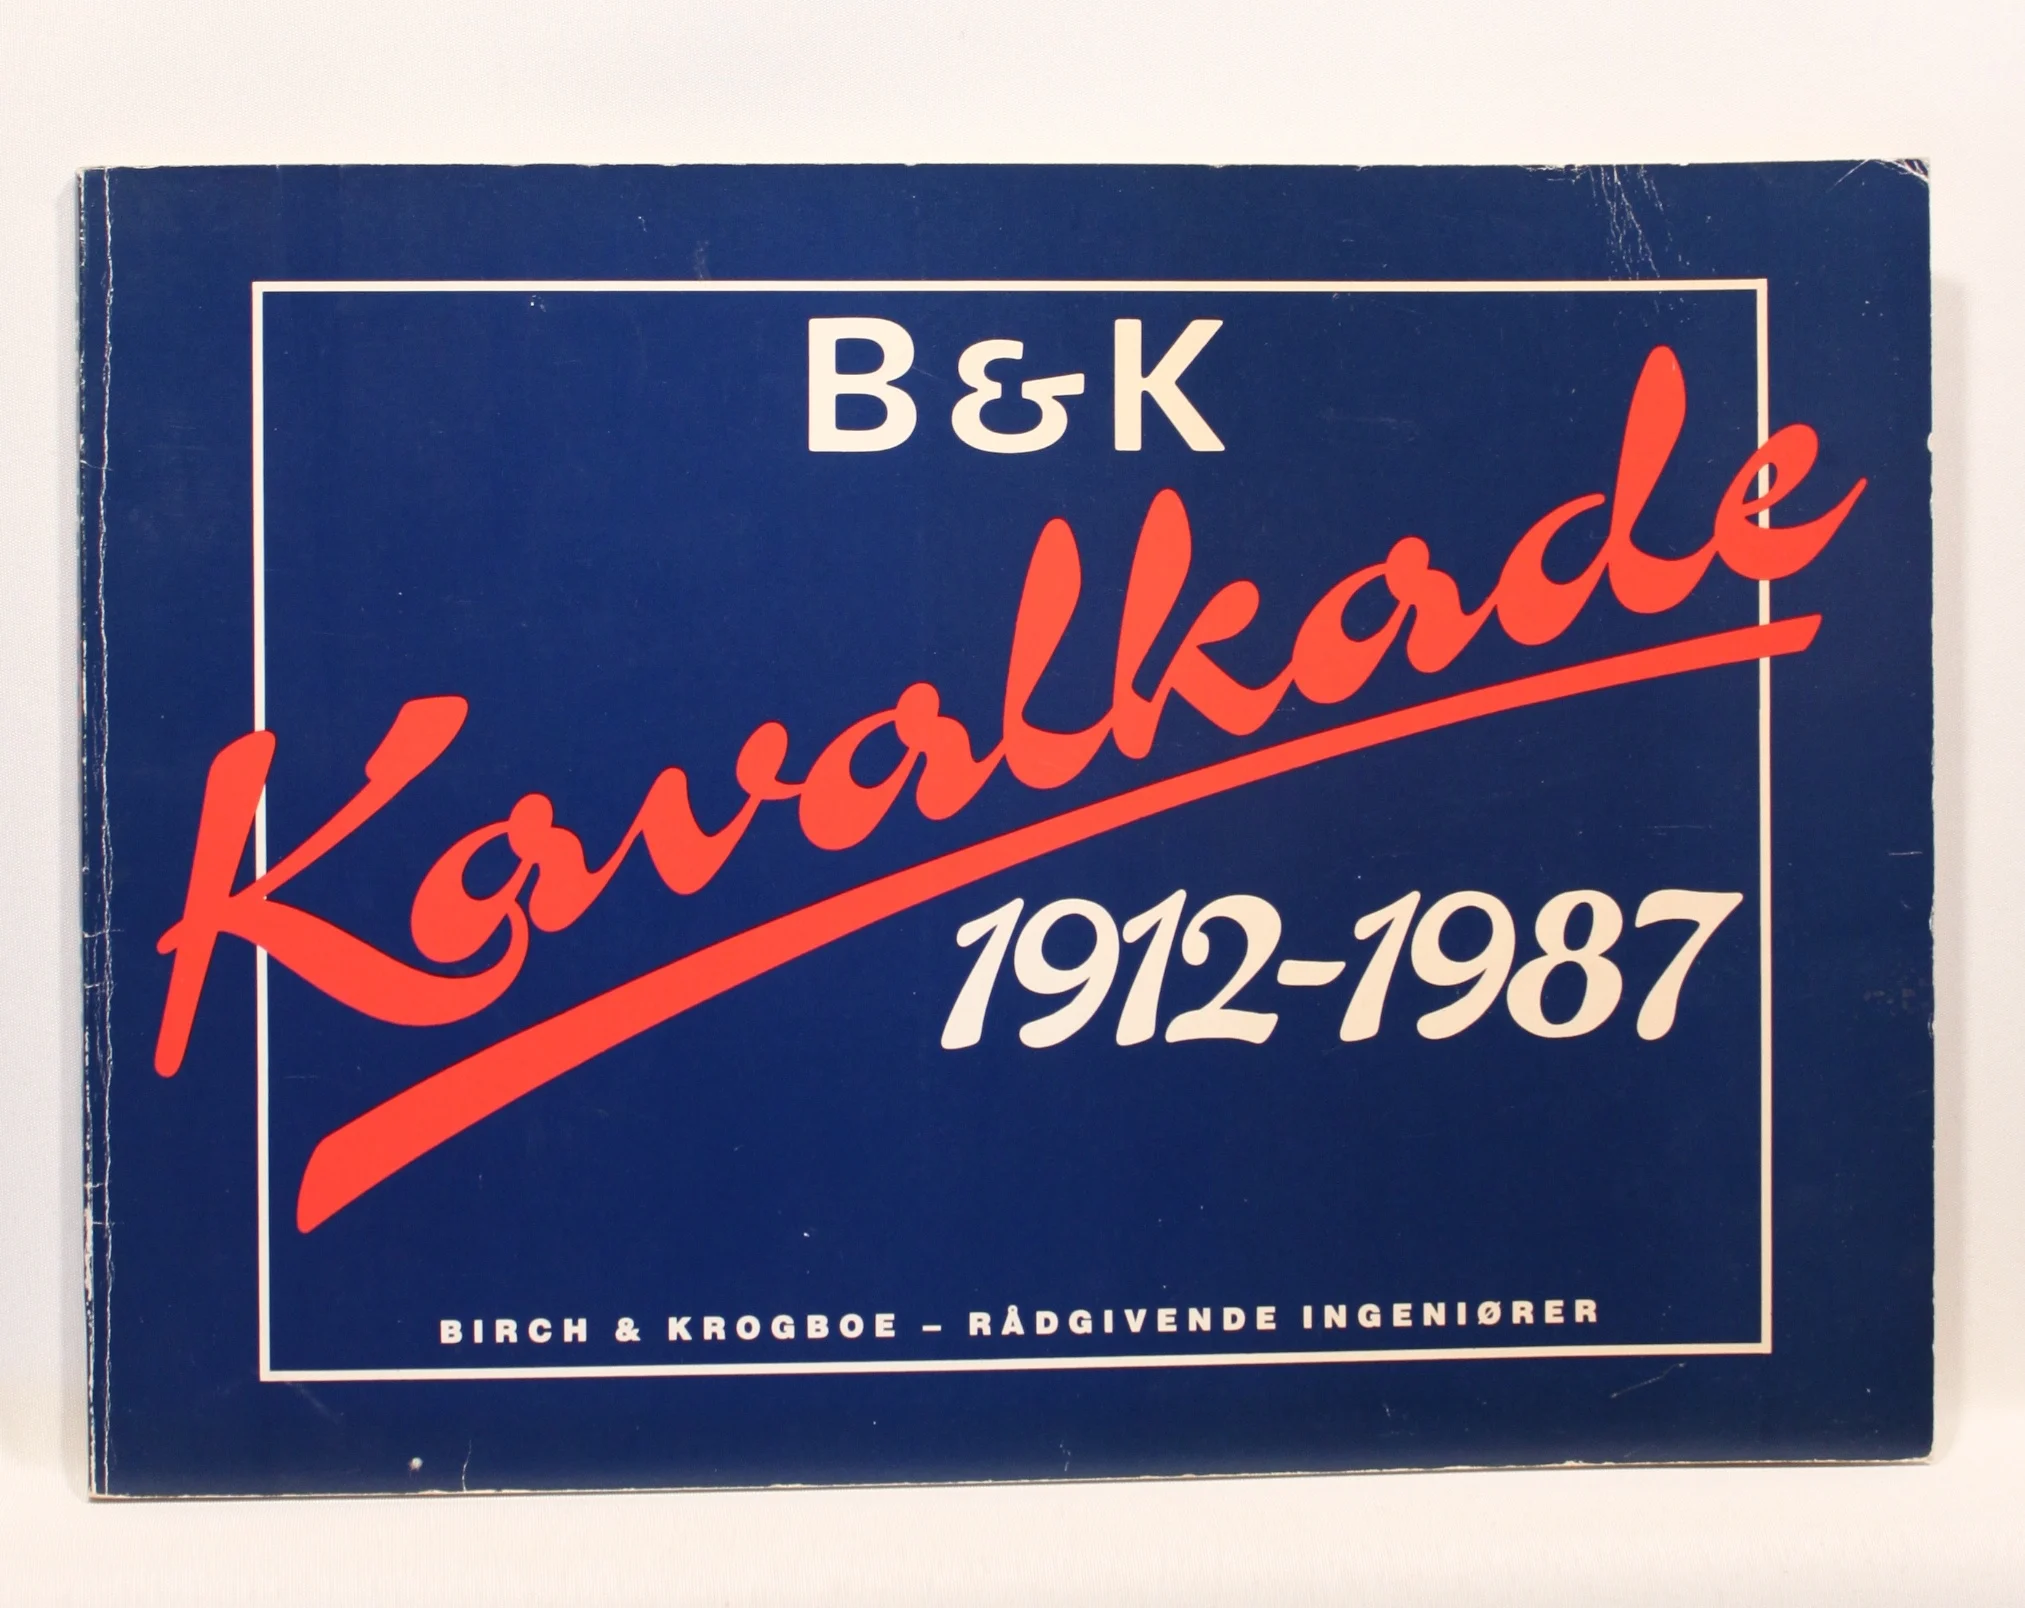 B&K
Kavalkade
1912-1987
BIRCH & KROGBOE – RÅDGIVENDE INGENIØRER